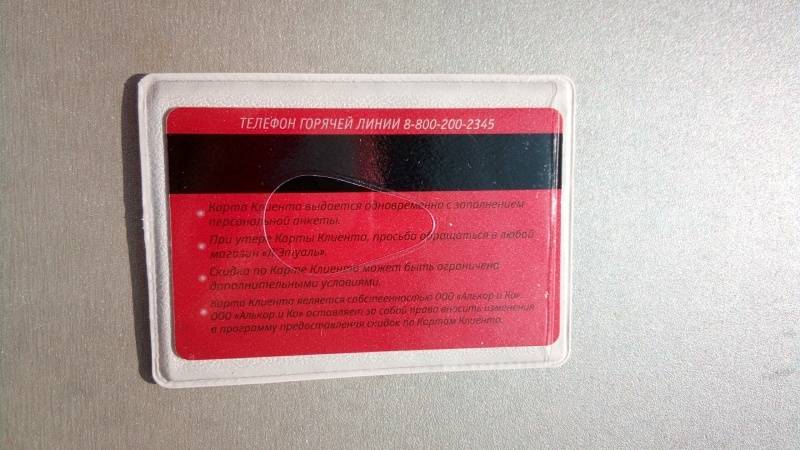 ТЕЛЕФОН ГОРЯЧЕЙ ЛИНИИ 8-800-200-2345
Карта Клиента выдается одновременно с заполнением
персональной анкеты.
При утере Карты Клиента, просьба обращаться в любой
магазин «Л'Этуаль».
Скидка по Карте Клиента может быть ограничена
дополнительными условиями.
Карта Клиента является собственностью ООО «Алькор и Ко».
ООО «Алькор и Ко» оставляет за собой право вносить изменения
в программу предоставления скидок по Картам Клиента.